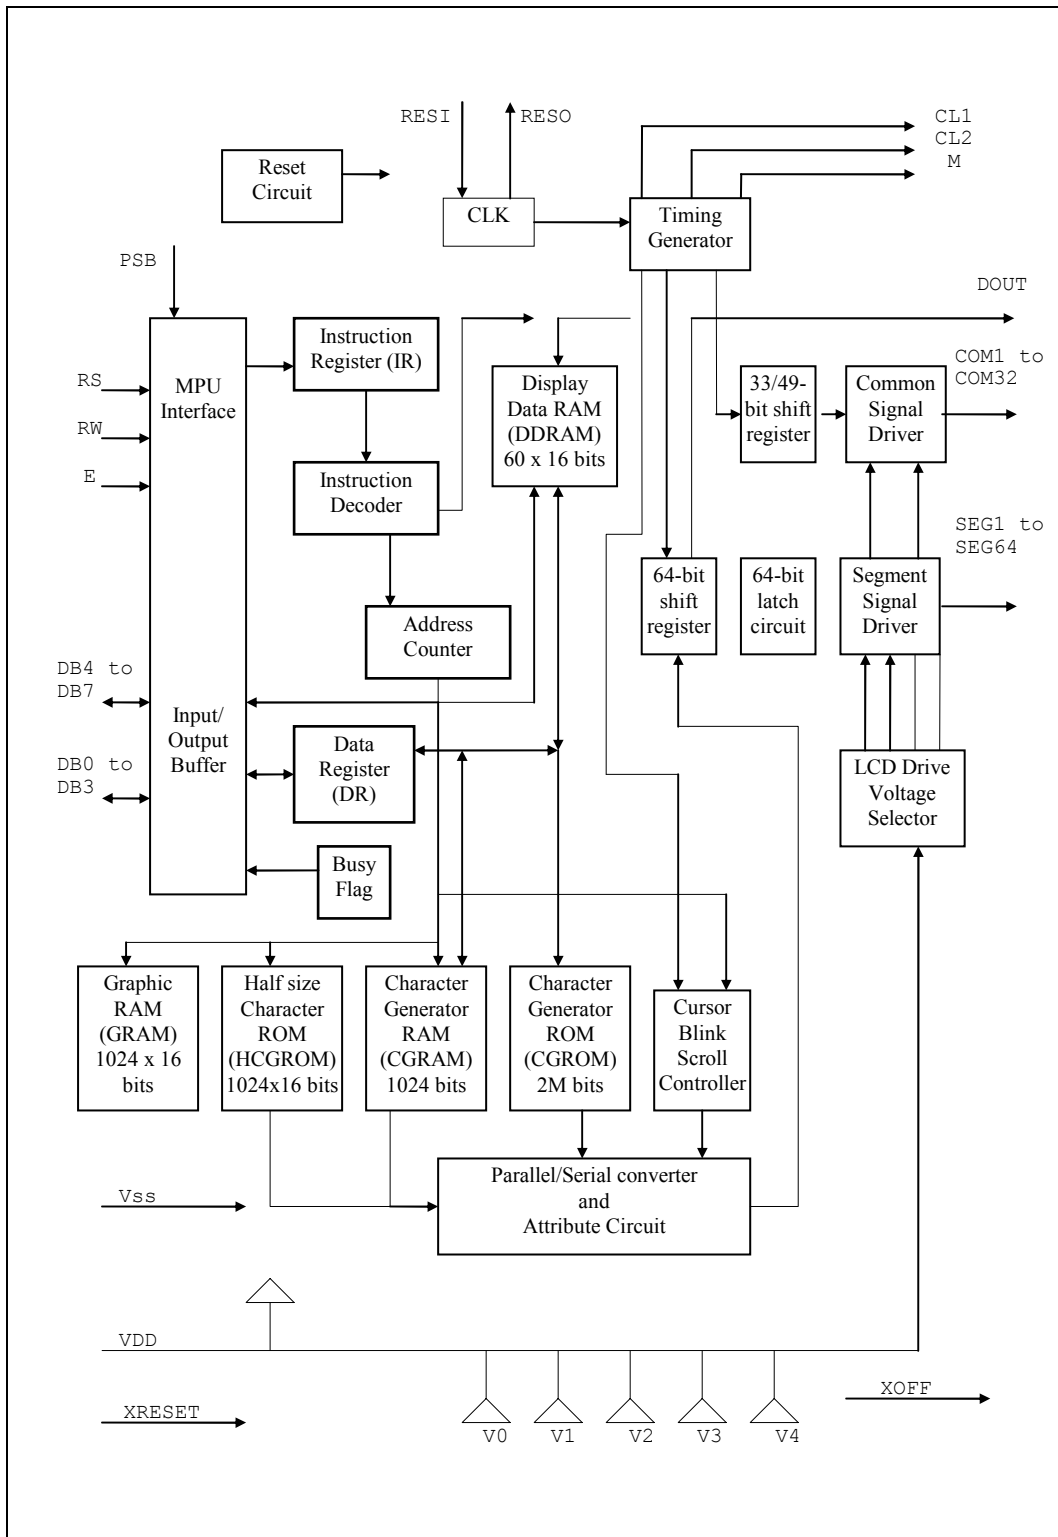 RESI
RESO
CL1
CL2
M
Reset
Circuit
CLK
Timing
Generator
PSB
DOUT
Instruction
Register (IR)
MPU
Interface
RS
RW
E
Display
Data RAM
(DDRAM)
60 x 16 bits
33/49-
bit shift
register
Common
Signal
Driver
COM1 to
COM32
Instruction
Decoder
SEG1 to
SEG64
64-bit
shift
register
64-bit
latch
circuit
Segment
Signal
Driver
Address
Counter
DB4 to
DB7
Input/
Output
Buffer
Data
Register
(DR)
DB0 to
DB3
LCD Drive
Voltage
Selector
Busy
Flag
Graphic
RAM
(GRAM)
1024 x 16
bits
Half size
Character
ROM
(HCGROM)
1024x16 bits
Character
Generator
RAM
(CGRAM)
1024 bits
Character
Generator
ROM
(CGROM)
2M bits
Cursor
Blink
Scroll
Controller
Parallel/Serial converter
and
Attribute Circuit
Vss
VDD
XRESET
V0
V1
V2
V3
V4
XOFF